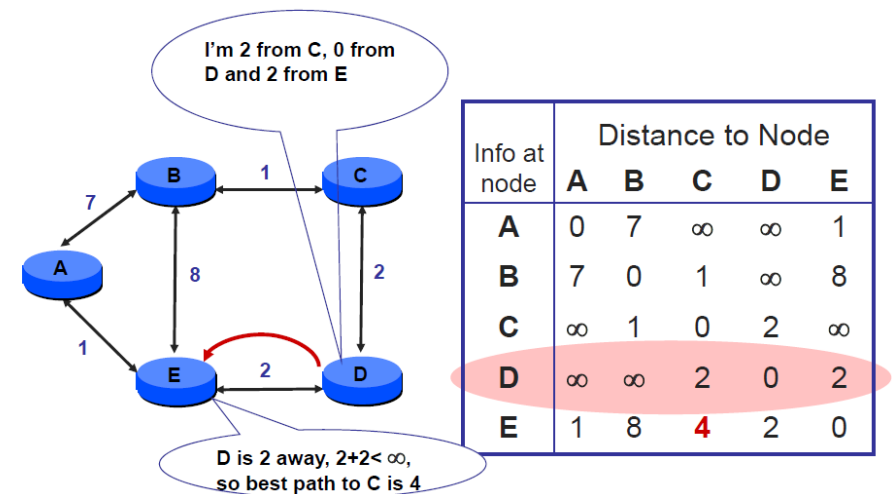 I'm 2 from C, 0 from
D and 2 from E
B
1
C
7
A
8
2
1
E
2
D
D is 2 away, 2+2< ∞,
so best path to C is 4
Info at
node
Distance to Node
A B C D E
A 0 7 ∞ ∞ 1
B 7 0 1 ∞ 8
C ∞ 1 0 2 ∞
D ∞ ∞ 2 0 2
E 1 8 4 2 0